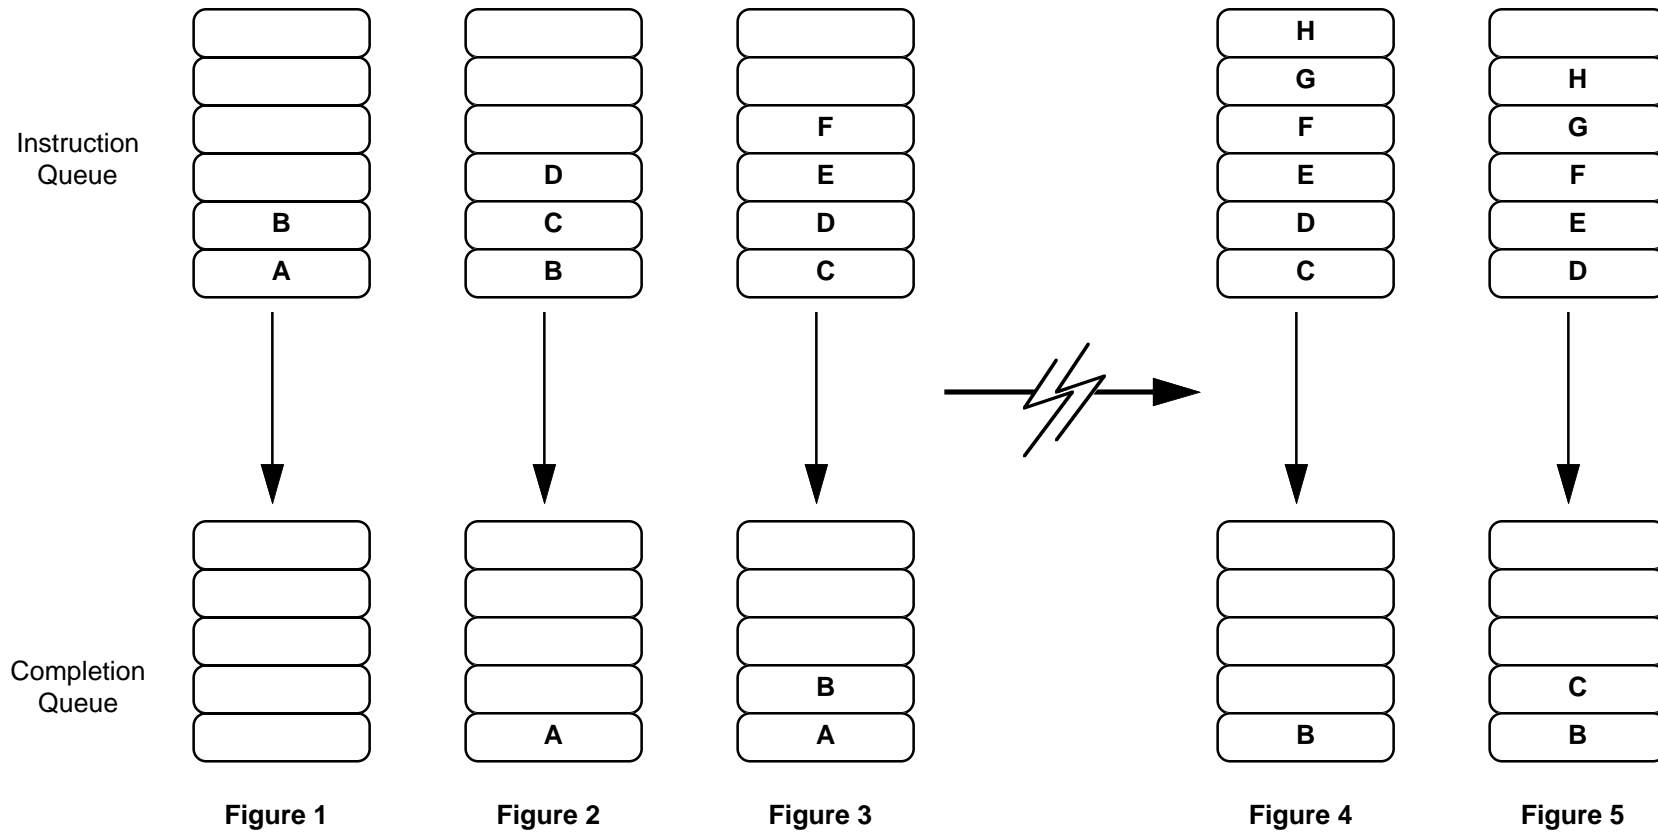 H
G H
F F G
Instruction
Queue
D E E F
B C D D E
A B C C D
Completion
Queue
B C
A A B B
Figure 1 Figure 2 Figure 3 Figure 4 Figure 5